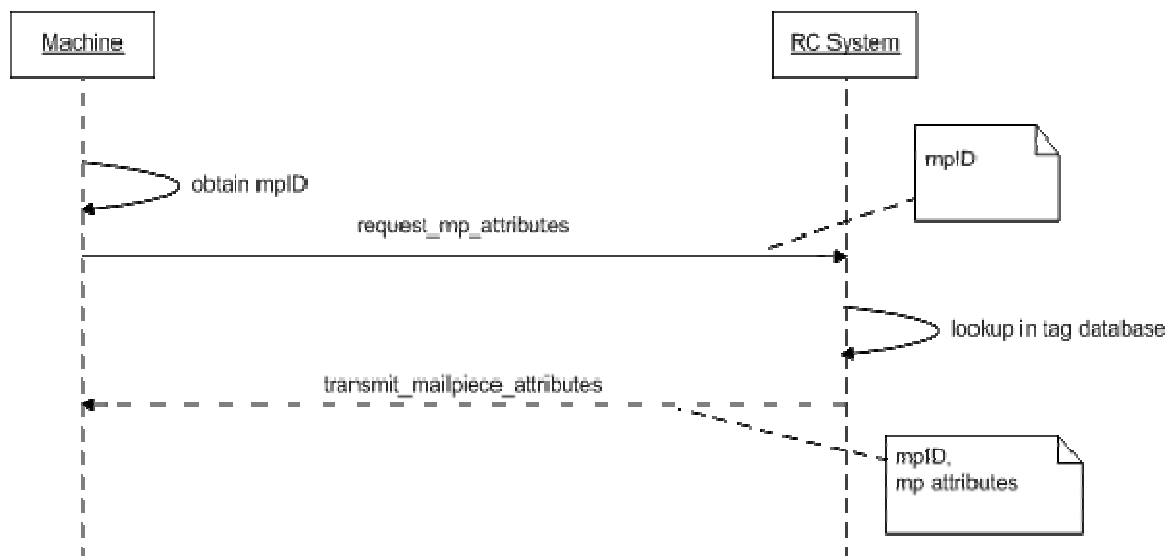 Machine
RC System
mpID
obtain mpID
request_mp_attributes
lookup in tag database
transmit_mailpiece_attributes
mpID,
mp attributes